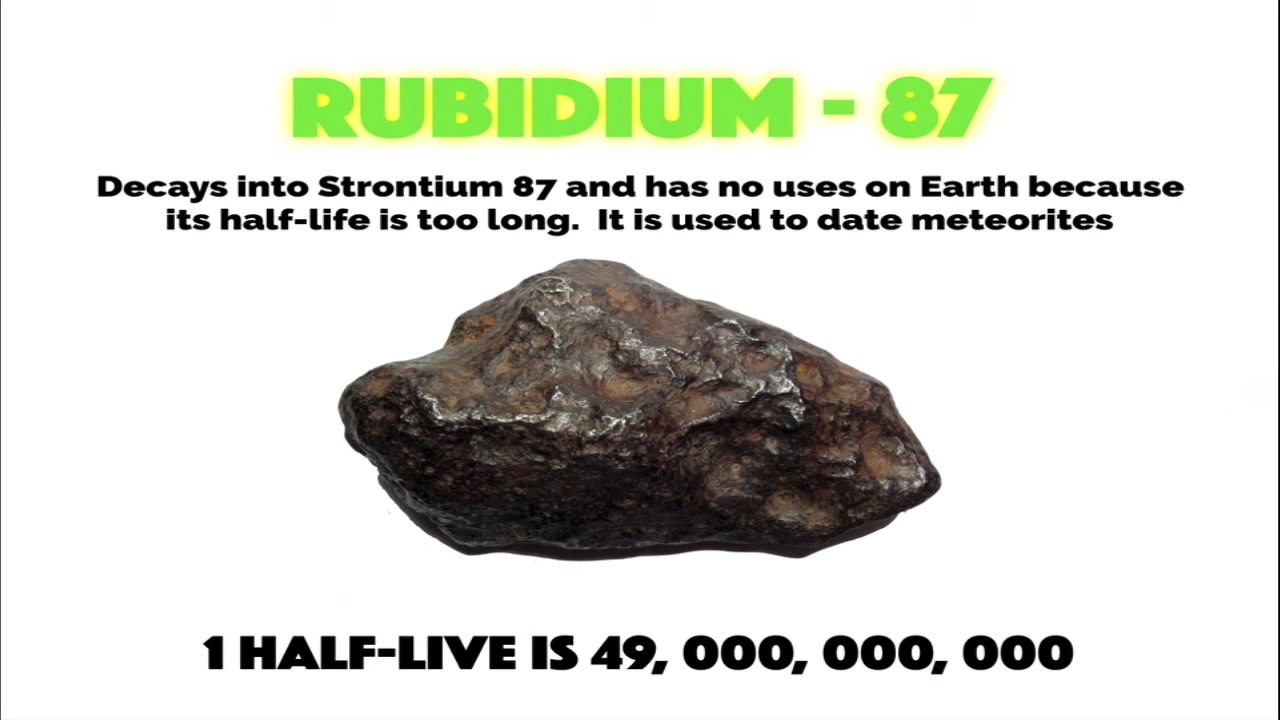 RUBIDIUM - 87
Decays into Strontium 87 and has no uses on Earth because
its half-life is too long.  It is used to date meteorites
1 HALF-LIVE IS 49, 000, 000, 000